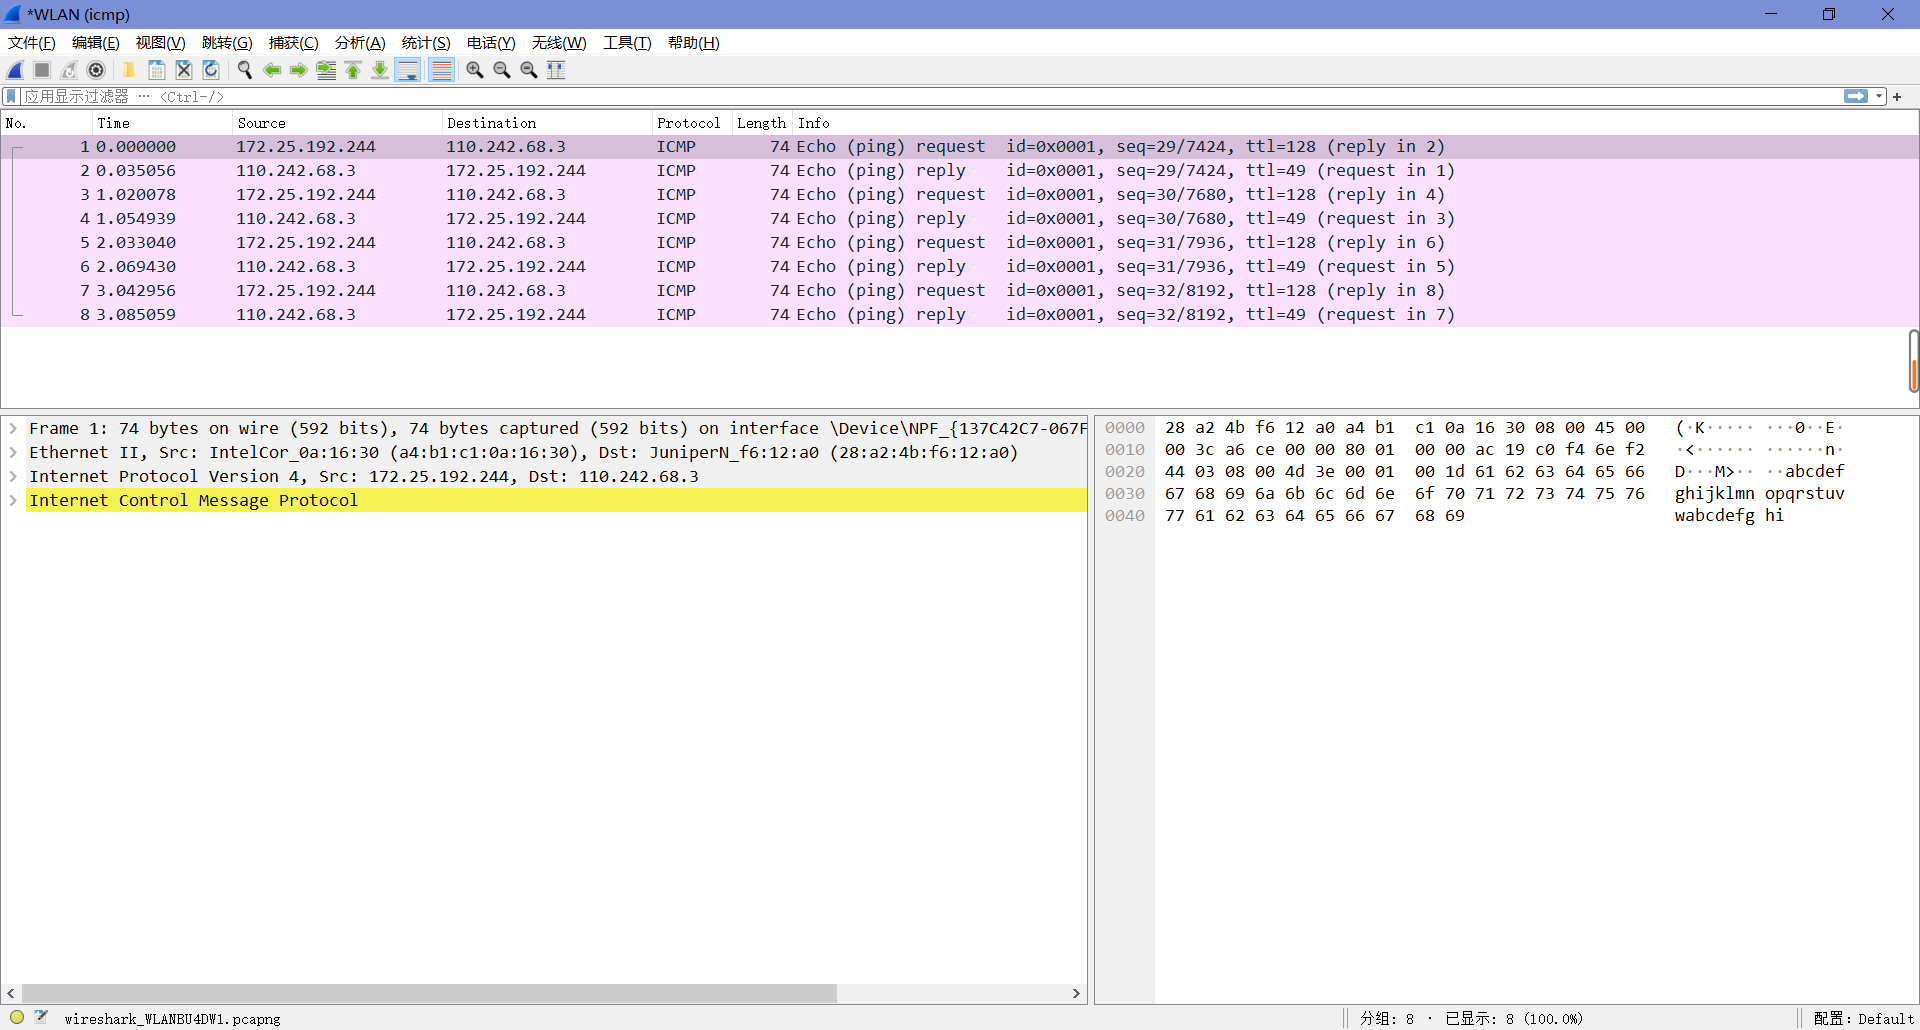 *WLAN (icmp)
文件(F) 编辑(E) 视图(V) 跳转(G) 捕获(C) 分析(A) 统计(S) 电话(Y) 无线(W) 工具(T) 帮助(H)
应用显示过滤器 … <Ctrl-/>
No. Time Source Destination Protocol Length Info
1 0.000000 172.25.192.244 110.242.68.3 ICMP 74 Echo (ping) request id=0x0001, seq=29/7424, ttl=128 (reply in 2)
2 0.035056 110.242.68.3 172.25.192.244 ICMP 74 Echo (ping) reply id=0x0001, seq=29/7424, ttl=49 (request in 1)
3 1.020078 172.25.192.244 110.242.68.3 ICMP 74 Echo (ping) request id=0x0001, seq=30/7680, ttl=128 (reply in 4)
4 1.054939 110.242.68.3 172.25.192.244 ICMP 74 Echo (ping) reply id=0x0001, seq=30/7680, ttl=49 (request in 3)
5 2.033040 172.25.192.244 110.242.68.3 ICMP 74 Echo (ping) request id=0x0001, seq=31/7936, ttl=128 (reply in 6)
6 2.069430 110.242.68.3 172.25.192.244 ICMP 74 Echo (ping) reply id=0x0001, seq=31/7936, ttl=49 (request in 5)
7 3.042956 172.25.192.244 110.242.68.3 ICMP 74 Echo (ping) request id=0x0001, seq=32/8192, ttl=128 (reply in 8)
8 3.085059 110.242.68.3 172.25.192.244 ICMP 74 Echo (ping) reply id=0x0001, seq=32/8192, ttl=49 (request in 7)
Frame 1: 74 bytes on wire (592 bits), 74 bytes captured (592 bits) on interface \Device\NPF_{137C42C7-067F
Ethernet II, Src: IntelCor_0a:16:30 (a4:b1:c1:0a:16:30), Dst: JuniperN_f6:12:a0 (28:a2:4b:f6:12:a0)
Internet Protocol Version 4, Src: 172.25.192.244, Dst: 110.242.68.3
Internet Control Message Protocol
0000 28 a2 4b f6 12 a0 a4 b1 c1 0a 16 30 08 00 45 00 (·K····· ···0··E·
0010 00 3c a6 ce 00 00 80 01 00 00 ac 19 c0 f4 6e f2 ·<······ ······n·
0020 44 03 08 00 4d 3e 00 01 00 1d 61 62 63 64 65 66 D···M>·· ··abcdef
0030 67 68 69 6a 6b 6c 6d 6e 6f 70 71 72 73 74 75 76 ghijklmn opqrstuv
0040 77 61 62 63 64 65 66 67 68 69 wabcdefg hi
wireshark_WLANBU4DW1.pcapng 分组: 8 · 已显示: 8 (100.0%) 配置: Default